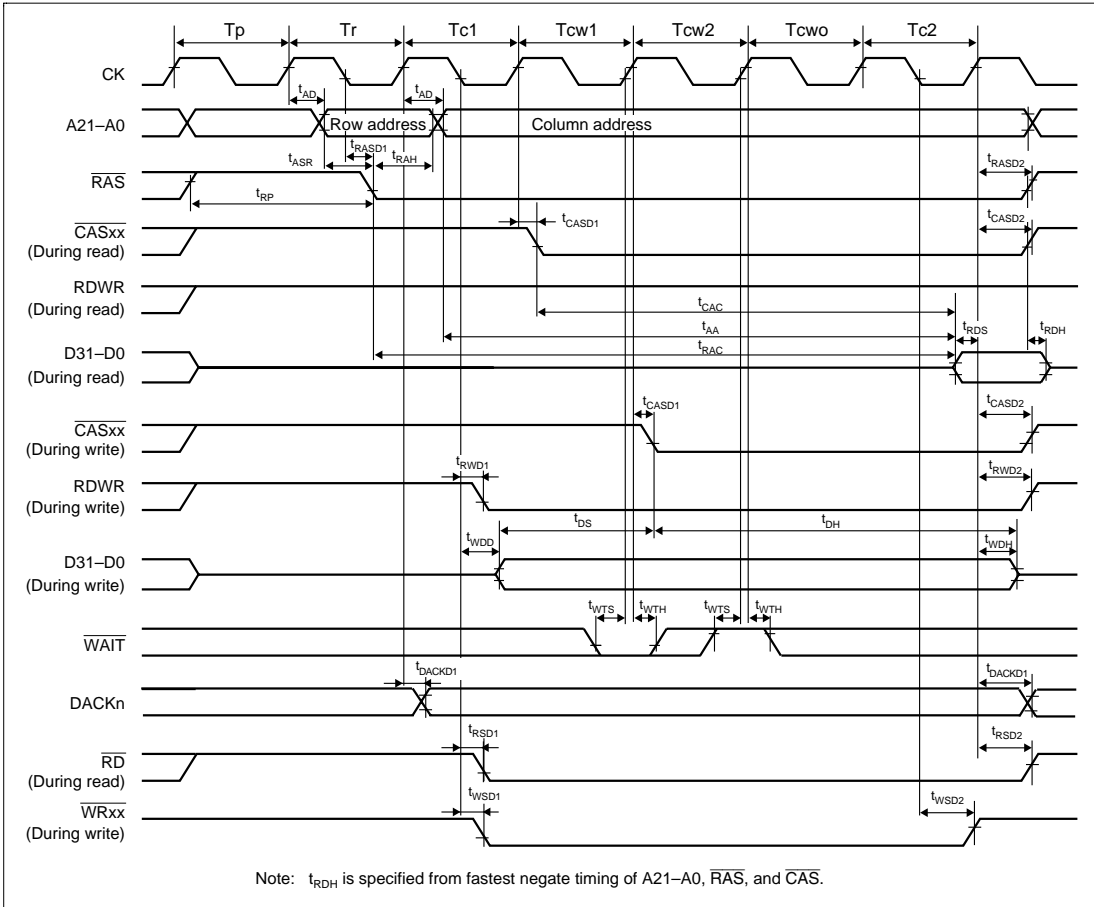 Tp Tr Tc1 Tcw1 Tcw2 Tcwo Tc2
CK
tAD tAD
A21–A0 Row address Column address
tRASD1
tASR tRAH tRASD2
RAS
tRP
tCASD1 tCASD2
CASxx
(During read)
RDWR
(During read)
tCAC
tAA
tRDS tRDH
tRAC
D31–D0
(During read)
tCASD1 tCASD2
CASxx
(During write)
tRWD1 tRWD2
RDWR
(During write)
tDS tDH
tWDD tWDH
D31–D0
(During write)
tWTS tWTH tWTS tWTH
WAIT
tDACKD1 tDACKD1
DACKn
tRSD1 tRSD2
RD
(During read)
tWSD1 tWSD2
WRxx
(During write)
Note: tRDH is specified from fastest negate timing of A21–A0, RAS, and CAS.